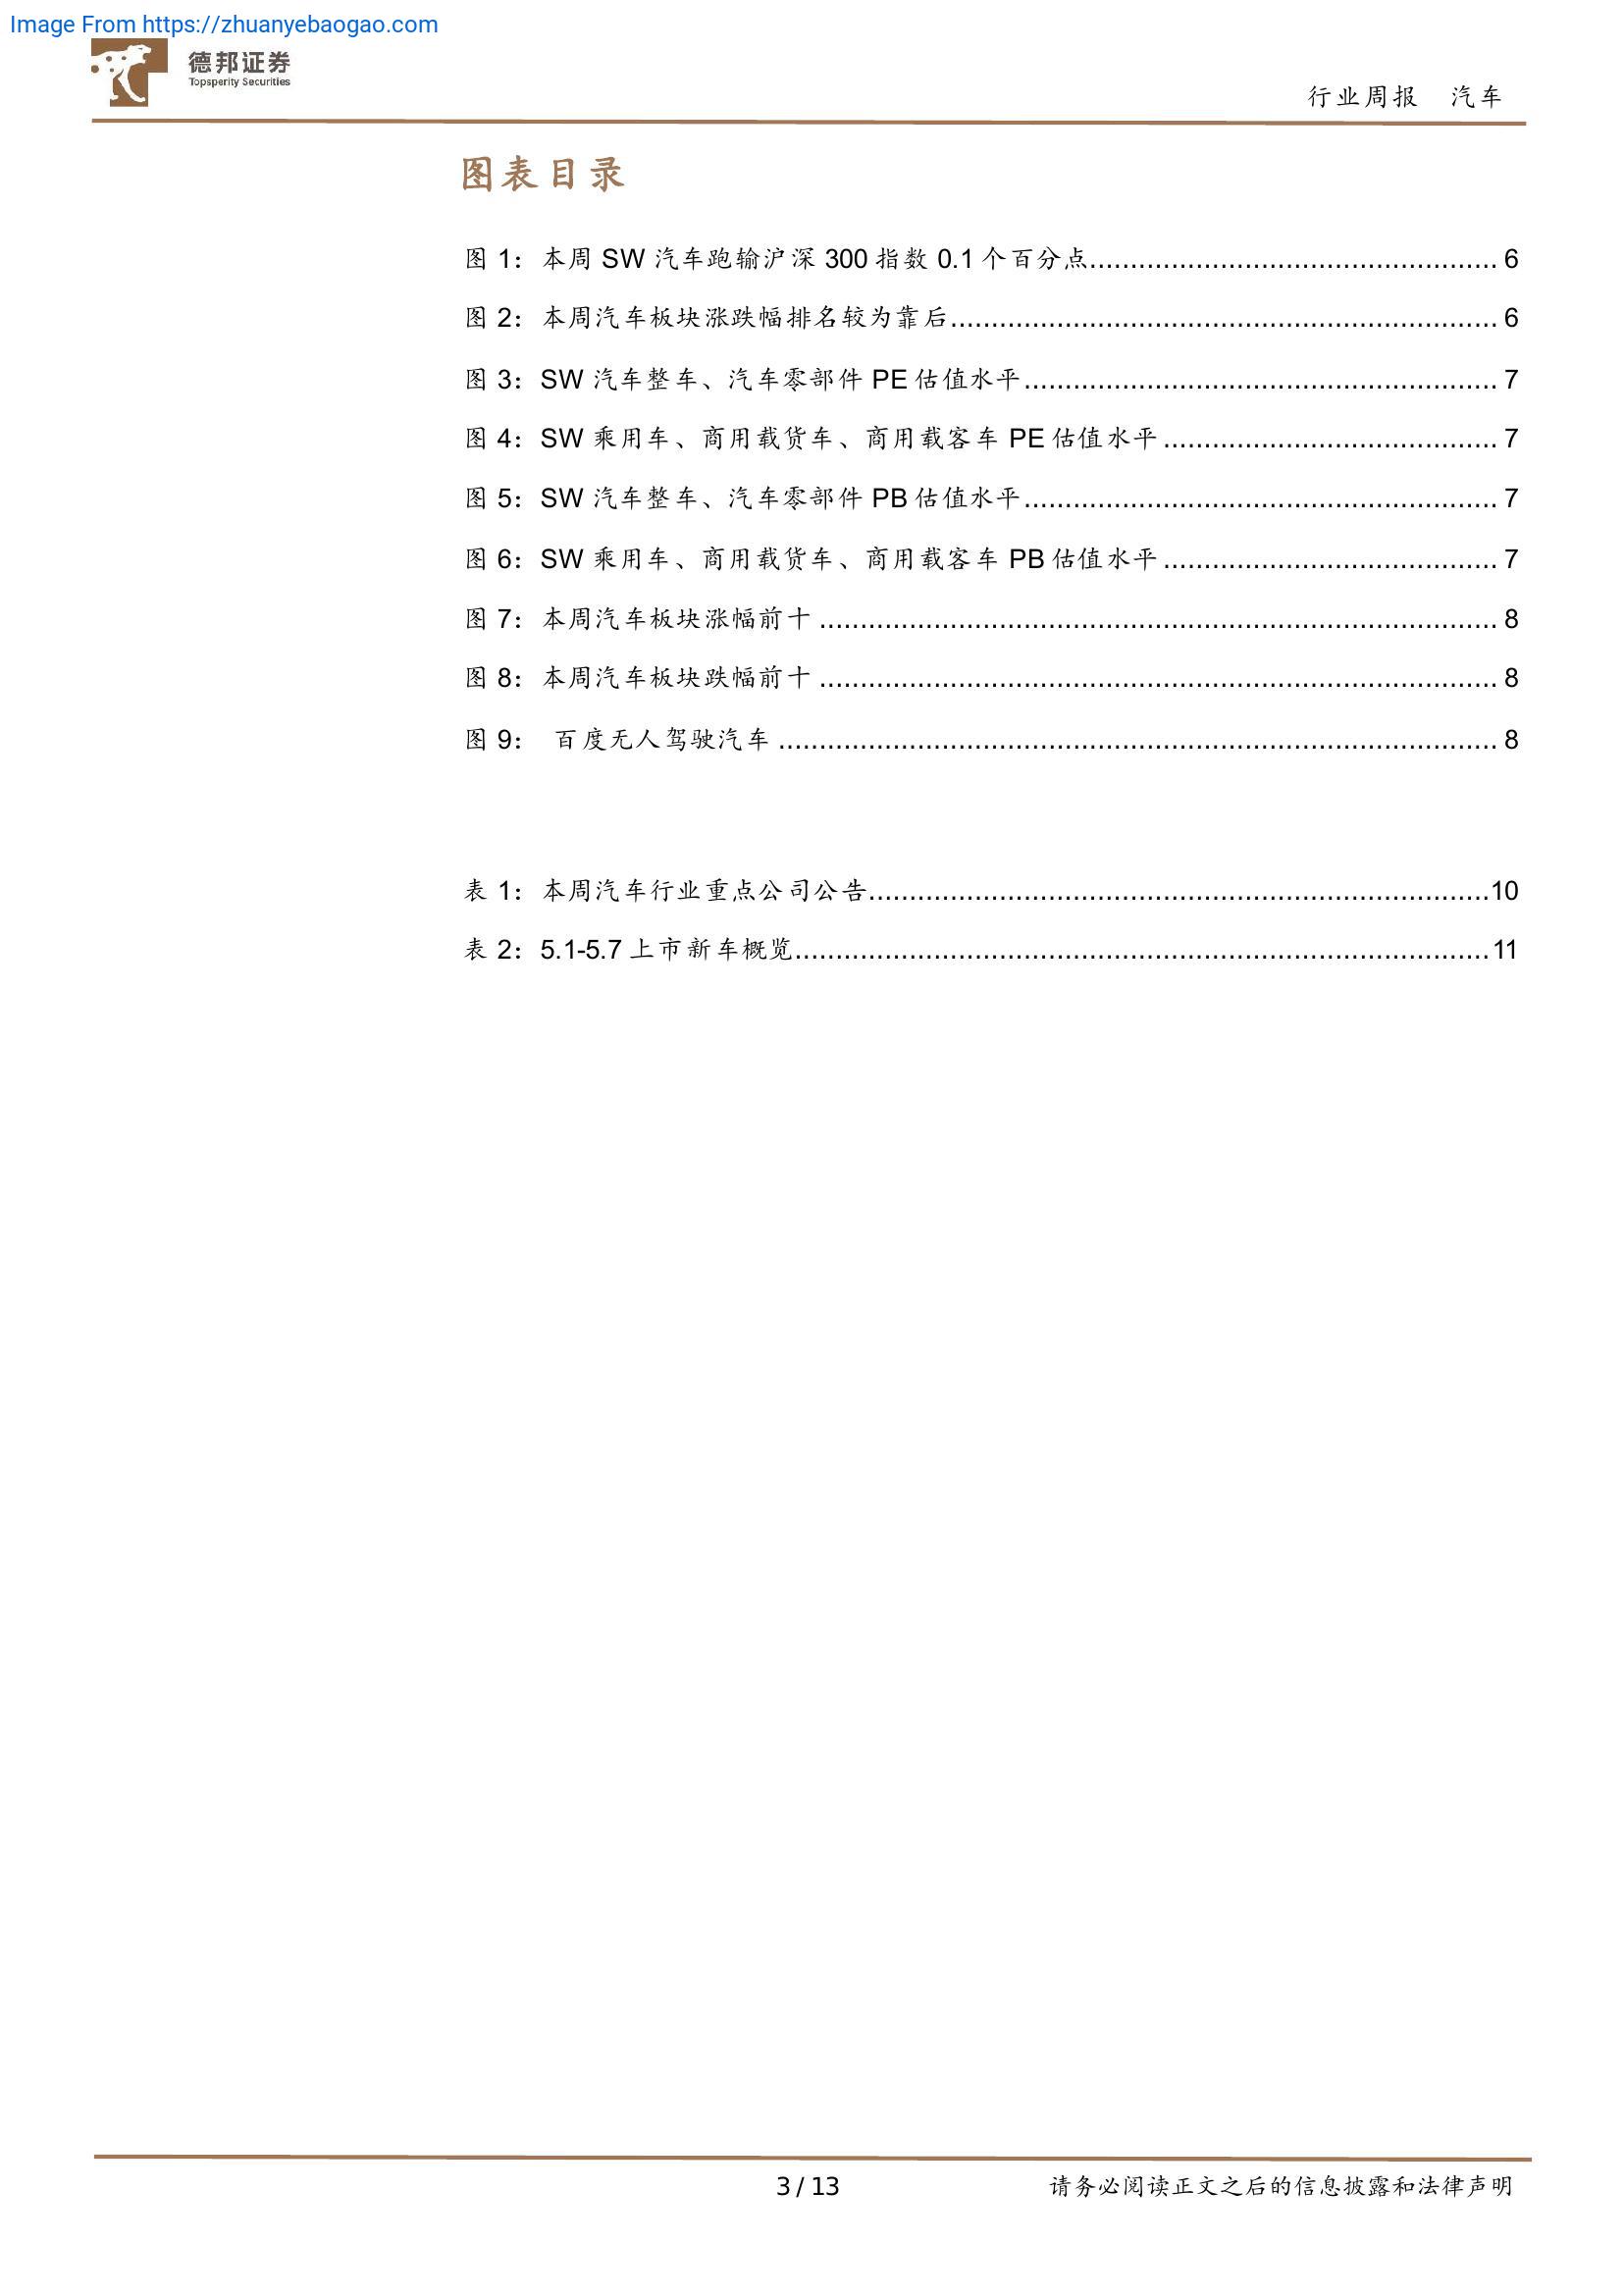 Image From https://zhuanyebaogao.com
德邦证券
Topsperity Securities
行业周报 汽车
图表目录
图 1：本周 SW 汽车跑输沪深 300 指数 0.1 个百分点.................................................. 6
图 2：本周汽车板块涨跌幅排名较为靠后................................................................... 6
图 3：SW 汽车整车、汽车零部件 PE 估值水平.......................................................... 7
图 4：SW 乘用车、商用载货车、商用载客车 PE 估值水平 ......................................... 7
图 5：SW 汽车整车、汽车零部件 PB 估值水平.......................................................... 7
图 6：SW 乘用车、商用载货车、商用载客车 PB 估值水平 ......................................... 7
图 7：本周汽车板块涨幅前十 ................................................................................... 8
图 8：本周汽车板块跌幅前十 ................................................................................... 8
图 9： 百度无人驾驶汽车 ........................................................................................ 8
表 1：本周汽车行业重点公司公告............................................................................10
表 2：5.1-5.7 上市新车概览.....................................................................................11
3 / 13
请务必阅读正文之后的信息披露和法律声明